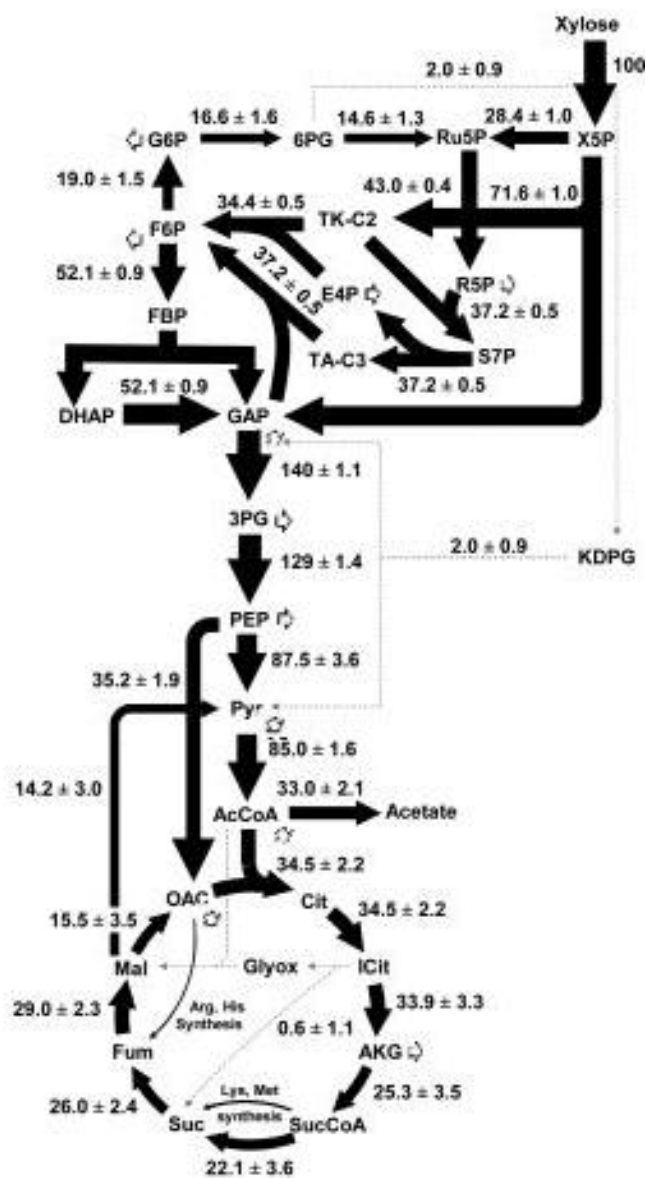 Xylose
2.0 ± 0.9
100
16.6 ± 1.6
14.6 ± 1.3
28.4 ± 1.0
G6P
6PG
Ru5P
X5P
19.0 ± 1.5
34.4 ± 0.5
43.0 ± 0.4
71.6 ± 1.0
F6P
TK-C2
52.1 ± 0.9
37.2 ± 0.5
E4P
R5P
37.2 ± 0.5
FBP
TA-C3
S7P
52.1 ± 0.9
37.2 ± 0.5
DHAP
GAP
140 ± 1.1
3PG
129 ± 1.4
2.0 ± 0.9
KDPG
PEP
87.5 ± 3.6
35.2 ± 1.9
Pyr
85.0 ± 1.6
14.2 ± 3.0
33.0 ± 2.1
AcCoA
Acetate
34.5 ± 2.2
OAC
Cit
34.5 ± 2.2
15.5 ± 3.5
Mal
Glyox
ICit
33.9 ± 3.3
29.0 ± 2.3
Arg, His
Synthesis
0.6 ± 1.1
Fum
AKG
25.3 ± 3.5
26.0 ± 2.4
Lys, Met
synthesis
Suc
SucCoA
22.1 ± 3.6